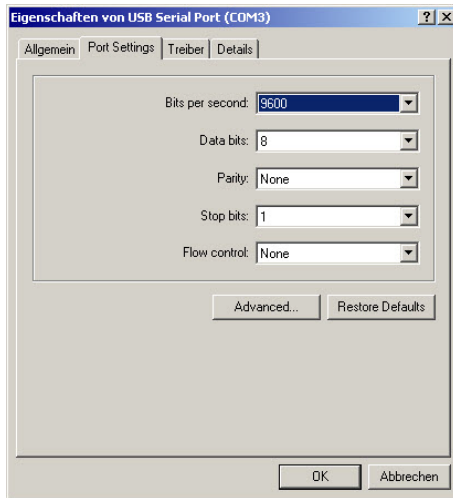 Eigenschaften von USB Serial Port (COM3)
Allgemein Port Settings Treiber Details
Bits per second: 9600
Data bits: 8
Parity: None
Stop bits: 1
Flow control: None
Advanced... Restore Defaults
OK Abbrechen